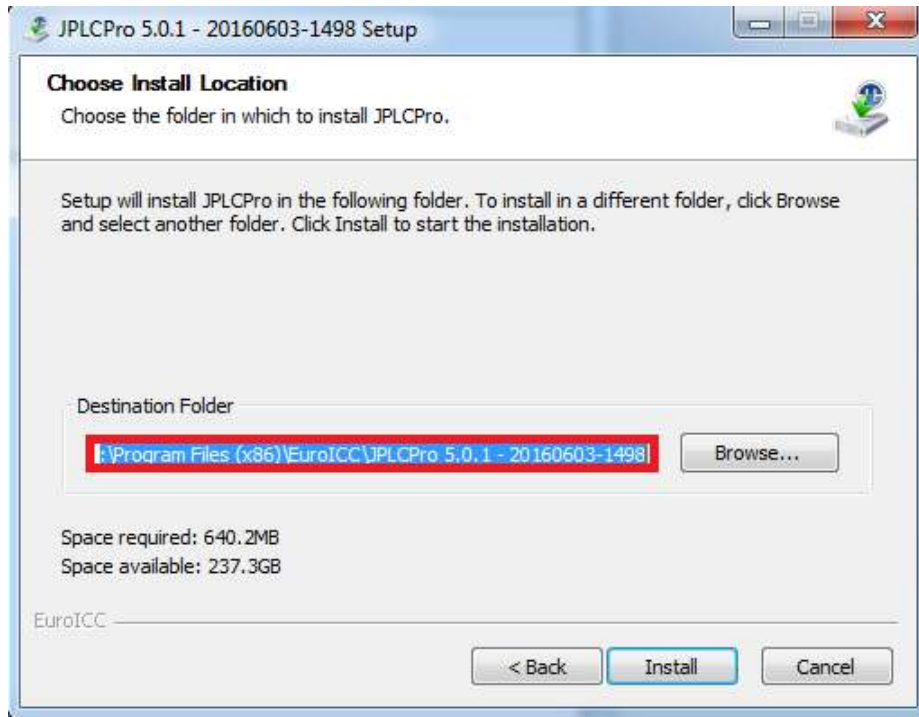 JPLCPro 5.0.1 - 20160603-1498 Setup
Choose Install Location
Choose the folder in which to install JPLCPro.
Setup will install JPLCPro in the following folder. To install in a different folder, click Browse
and select another folder. Click Install to start the installation.
Destination Folder
:\Program Files (x86)\EuroICC\JPLCPro 5.0.1 - 20160603-1498
Browse...
Space required: 640.2MB
Space available: 237.3GB
EuroICC
< Back
Install
Cancel